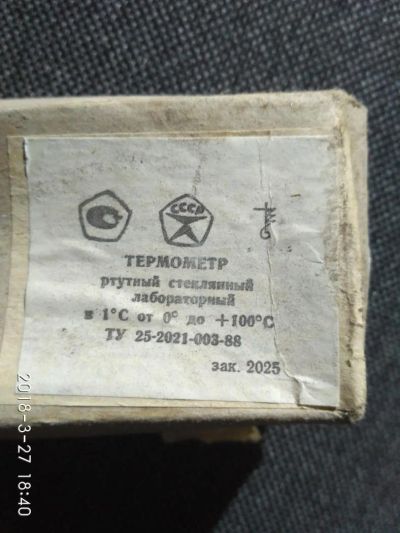 СССР
ТЕРМОМЕТР
ртутный стеклянный
лабораторный
в 1°С от 0° до +100°С
ТУ 25-2021-003-88
зак. 2025
2018-3-27 18:40